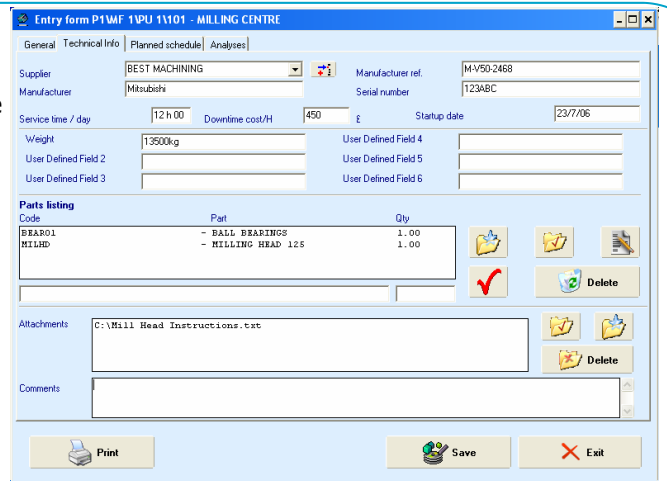 Entry form P1\MF 1\PU 1\101 - MILLING CENTRE
General Technical Info Planned schedule Analyses
Supplier BEST MACHINING Manufacturer ref. M-V50-2468
Manufacturer Mitsubishi Serial number 123ABC
Service time / day 12 h 00 Downtime cost/H 450 £ Startup date 23/7/06
Weight 13500kg User Defined Field 4
User Defined Field 2 User Defined Field 5
User Defined Field 3 User Defined Field 6
Parts listing
Code Part Qty
BEAR01 - BALL BEARINGS 1.00
MILHD - MILLING HEAD 125 1.00
Delete
Attachments C:\Mill Head Instructions.txt
Delete
Comments
Print Save Exit